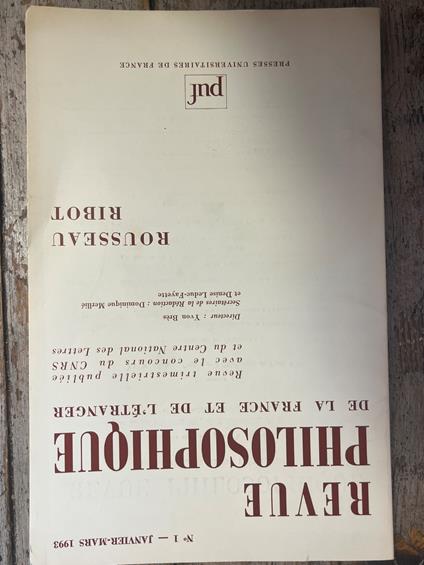 N° 1 — JANVIER-MARS 1993
REVUE
PHILOSOPHIQUE
DE LA FRANCE ET DE L'ÉTRANGER
Revue trimestrielle publiée
avec le concours du CNRS
et du Centre National des Lettres
Directeur : Yvon Brès
Secrétaires de la Rédaction : Dominique Merllié
et Denise Leduc-Fayette
ROUSSEAU
RIBOT
puf
PRESSES UNIVERSITAIRES DE FRANCE